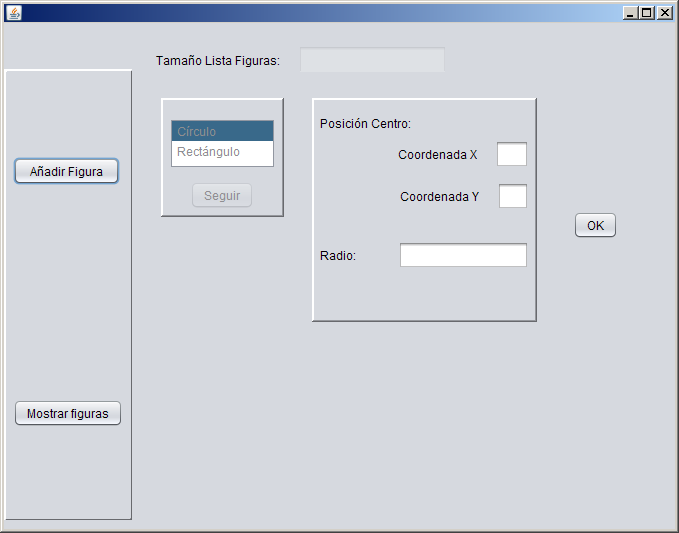 Tamaño Lista Figuras:
Círculo
Rectángulo
Seguir
Posición Centro:
Coordenada X
Coordenada Y
Radio:
OK
Añadir Figura
Mostrar figuras